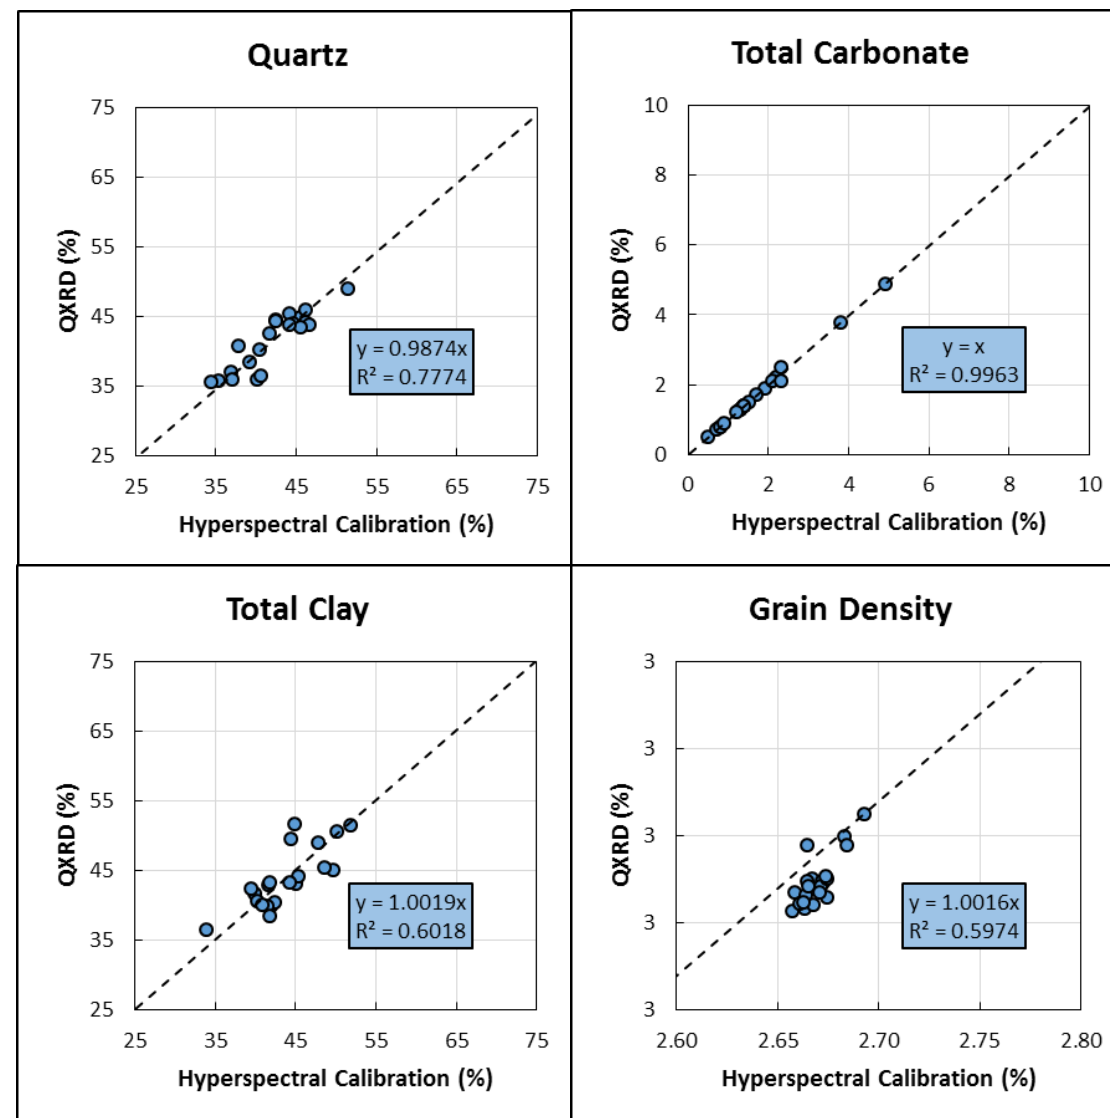 Quartz
QXRD (%)
75
65
55
45
35
25
y = 0.9874x
R² = 0.7774
25 35 45 55 65 75
Hyperspectral Calibration (%)
Total Carbonate
QXRD (%)
10
8
6
4
2
0
y = x
R² = 0.9963
0 2 4 6 8 10
Hyperspectral Calibration (%)
Total Clay
QXRD (%)
75
65
55
45
35
25
y = 1.0019x
R² = 0.6018
25 35 45 55 65 75
Hyperspectral Calibration (%)
Grain Density
QXRD (%)
3
3
3
3
3
y = 1.0016x
R² = 0.5974
2.60 2.65 2.70 2.75 2.80
Hyperspectral Calibration (%)